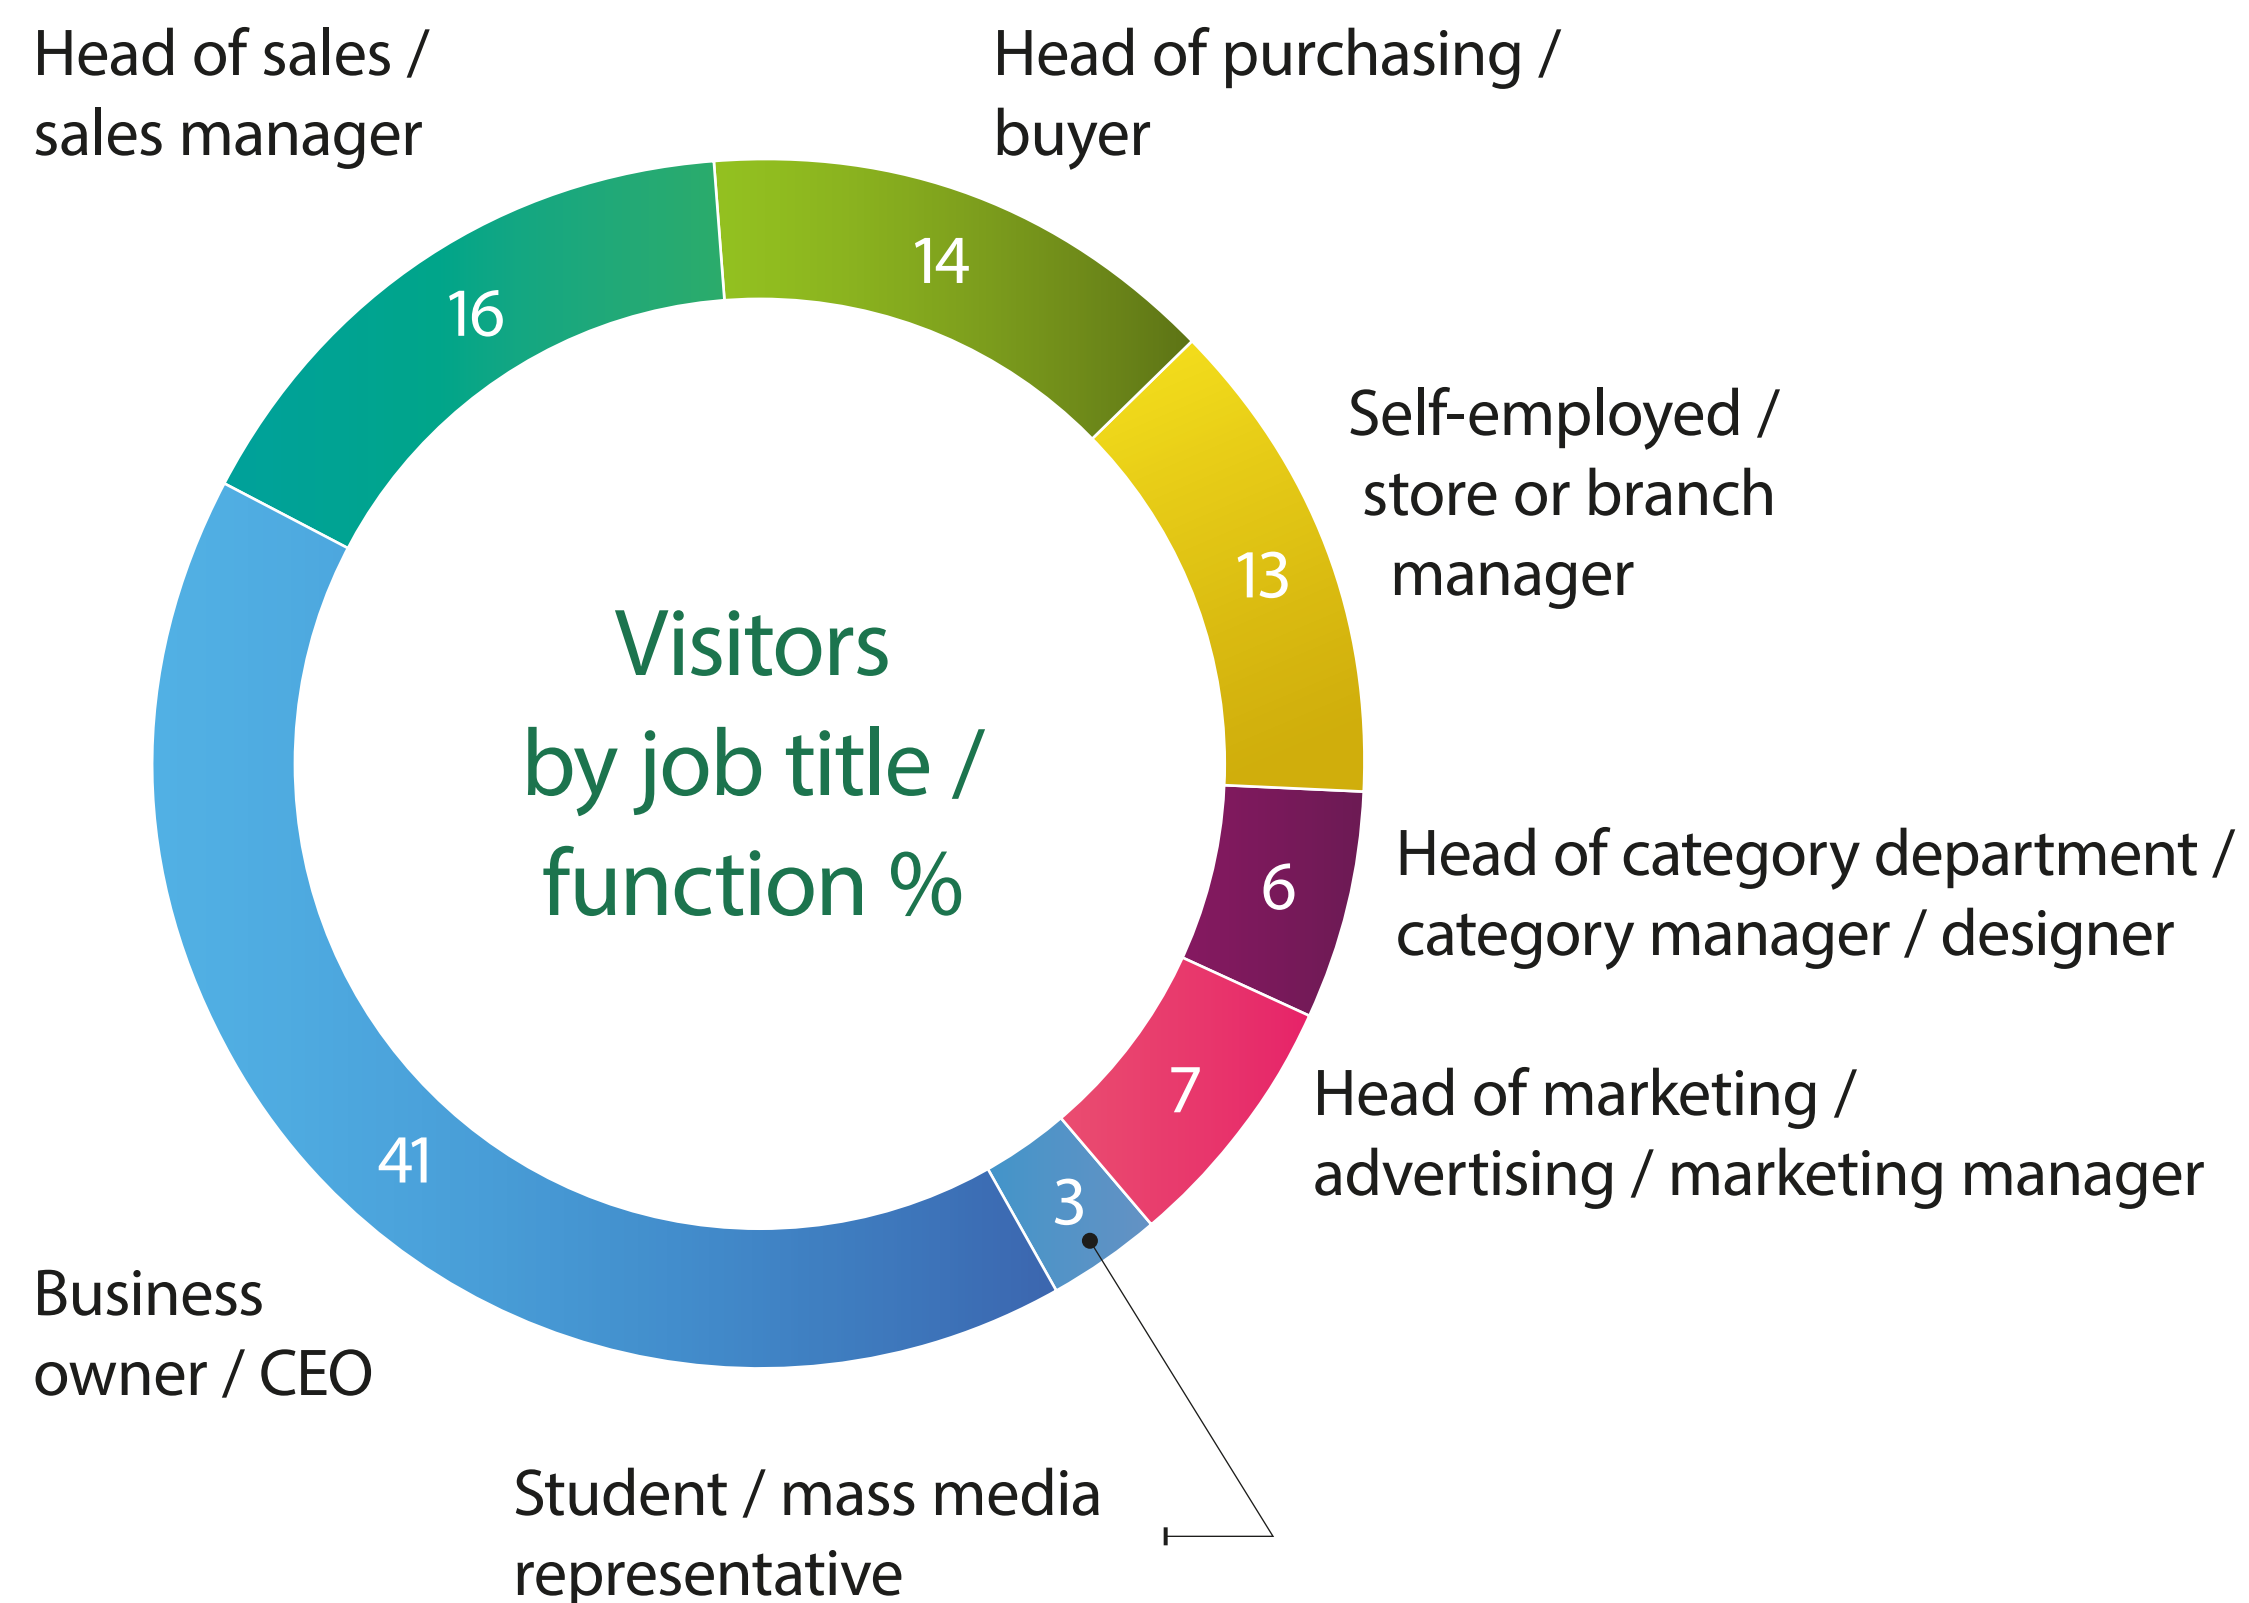 Head of sales /
sales manager
Head of purchasing /
buyer
14
16
Self-employed /
store or branch
manager
13
Visitors
by job title /
function %
Head of category department /
category manager / designer
6
Head of marketing /
advertising / marketing manager
7
41
3
Business
owner / CEO
Student / mass media
representative